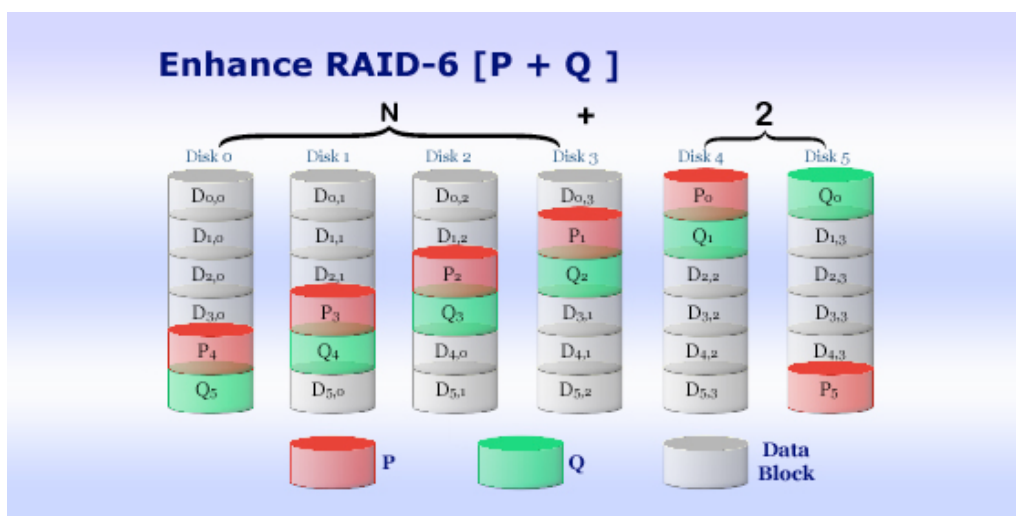 Enhance RAID-6 [P + Q ]
N + 2
Disk 0 Disk 1 Disk 2 Disk 3 Disk 4 Disk 5
D0,0 D0,1 D0,2 D0,3 P0 Q0
D1,0 D1,1 D1,2 P1 Q1 D1,3
D2,0 D2,1 P2 Q2 D2,2 D2,3
D3,0 P3 Q3 D3,1 D3,2 D3,3
P4 Q4 D4,0 D4,1 D4,2 D4,3
Q5 D5,0 D5,1 D5,2 D5,3 P5
P Q Data
Block